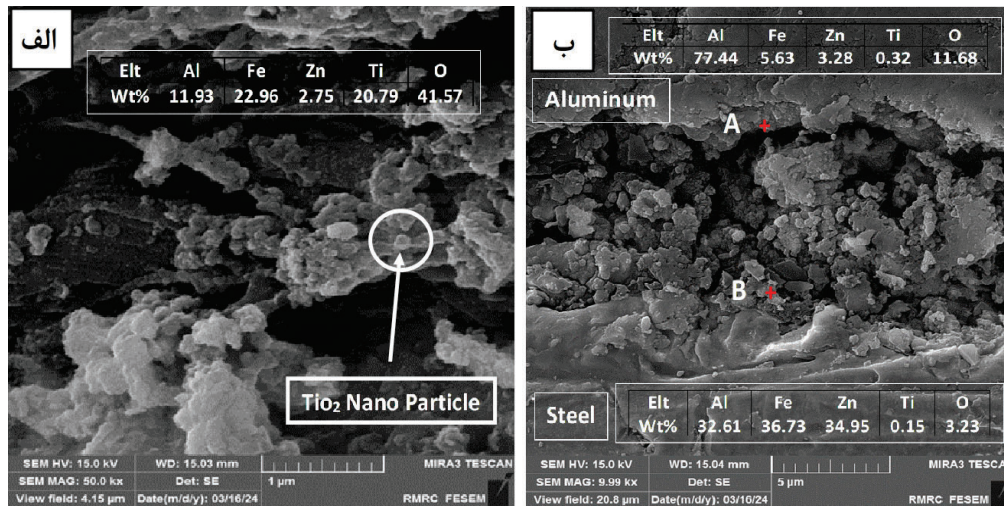 الف
Elt Al Fe Zn Ti O
Wt% 11.93 22.96 2.75 20.79 41.57
Tio₂ Nano Particle
SEM HV: 15.0 kV WD: 15.03 mm MIRA3 TESCAN
SEM MAG: 50.0 kx Det: SE 1 µm
View field: 4.15 µm Date(m/d/y): 03/16/24 RMRC FESEM
ب
Elt Al Fe Zn Ti O
Wt% 77.44 5.63 3.28 0.32 11.68
Aluminum
A
B
Elt Al Fe Zn Ti O
Wt% 32.61 36.73 34.95 0.15 3.23
Steel
SEM HV: 15.0 kV WD: 15.04 mm MIRA3 TESCAN
SEM MAG: 9.99 kx Det: SE 5 µm
View field: 20.8 µm Date(m/d/y): 03/16/24 RMRC FESEM